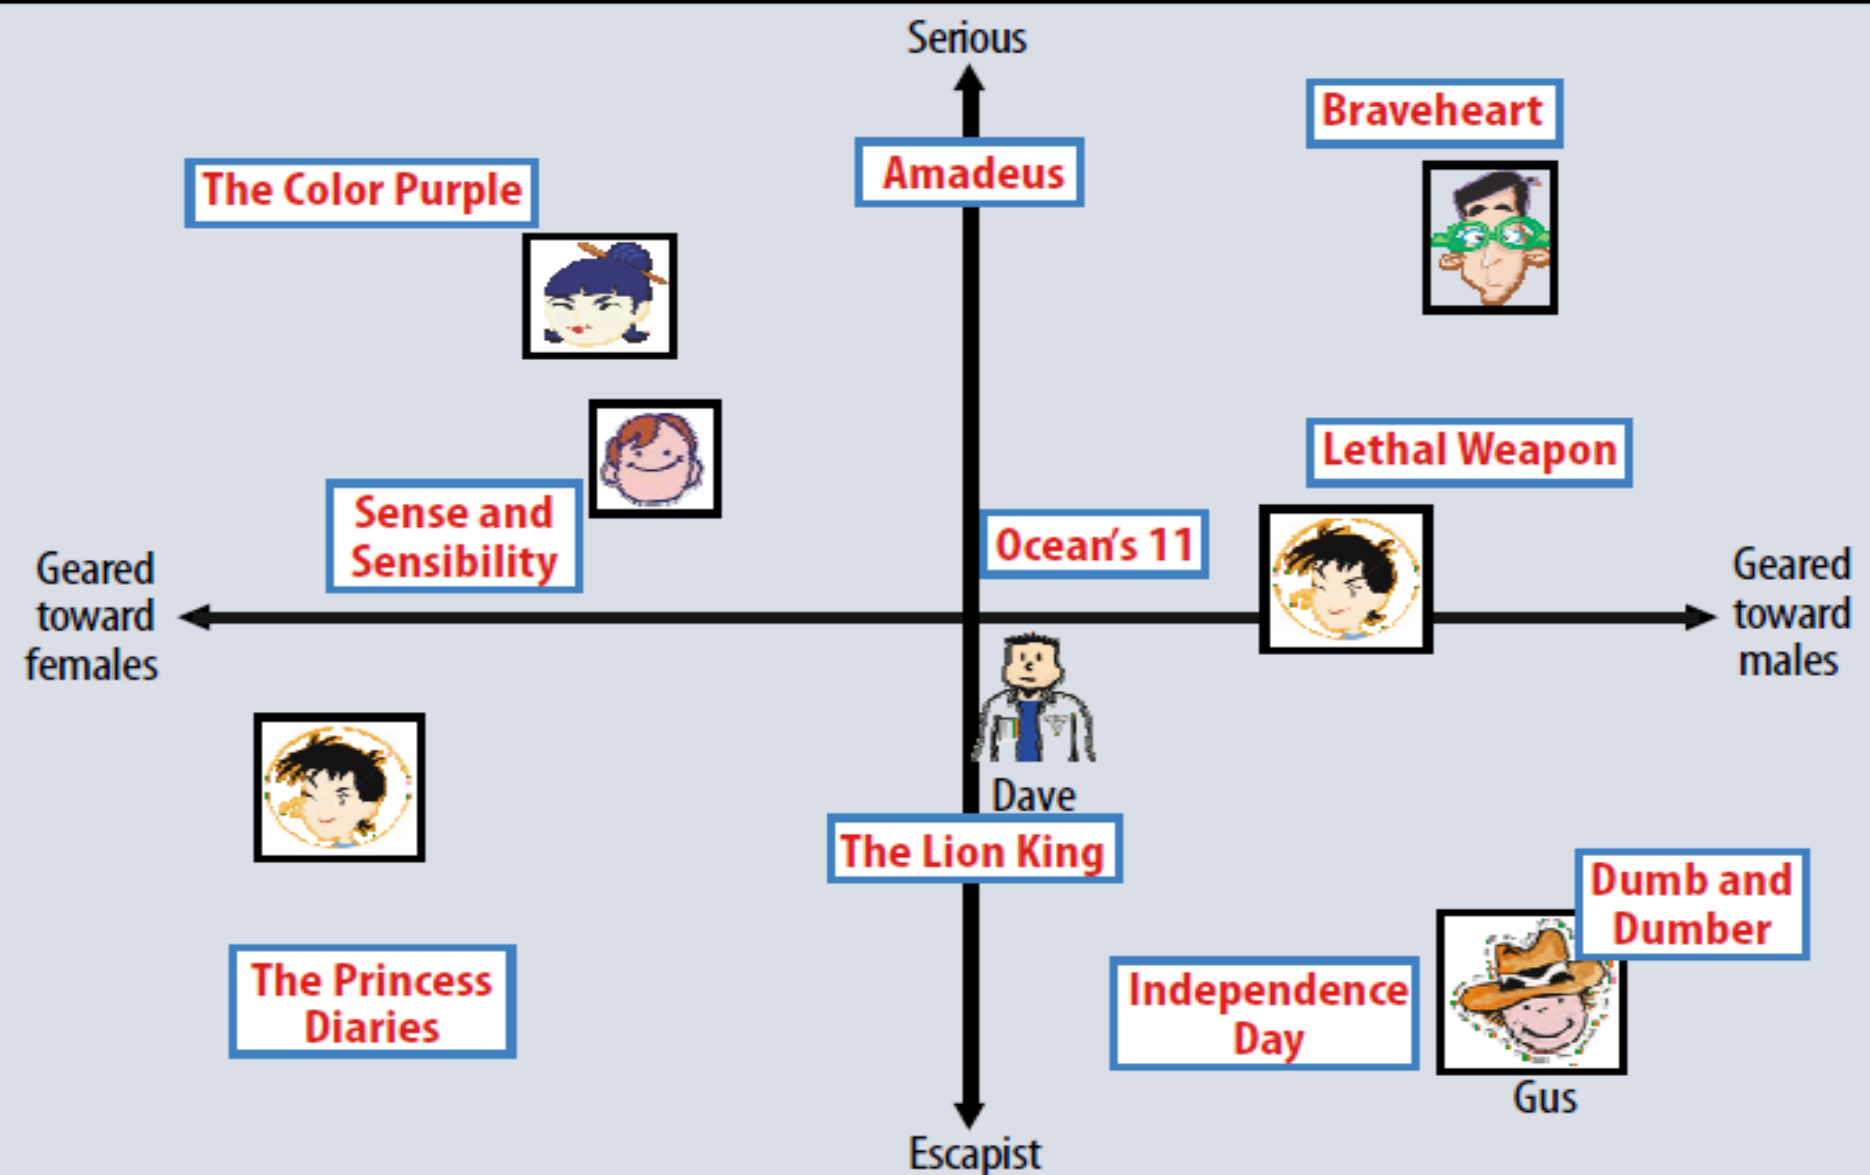 Serious
Braveheart
Amadeus
The Color Purple
Lethal Weapon
Sense and
Sensibility
Ocean's 11
Geared
toward
females
Geared
toward
males
Dave
The Lion King
Dumb and
Dumber
The Princess
Diaries
Independence
Day
Gus
Escapist